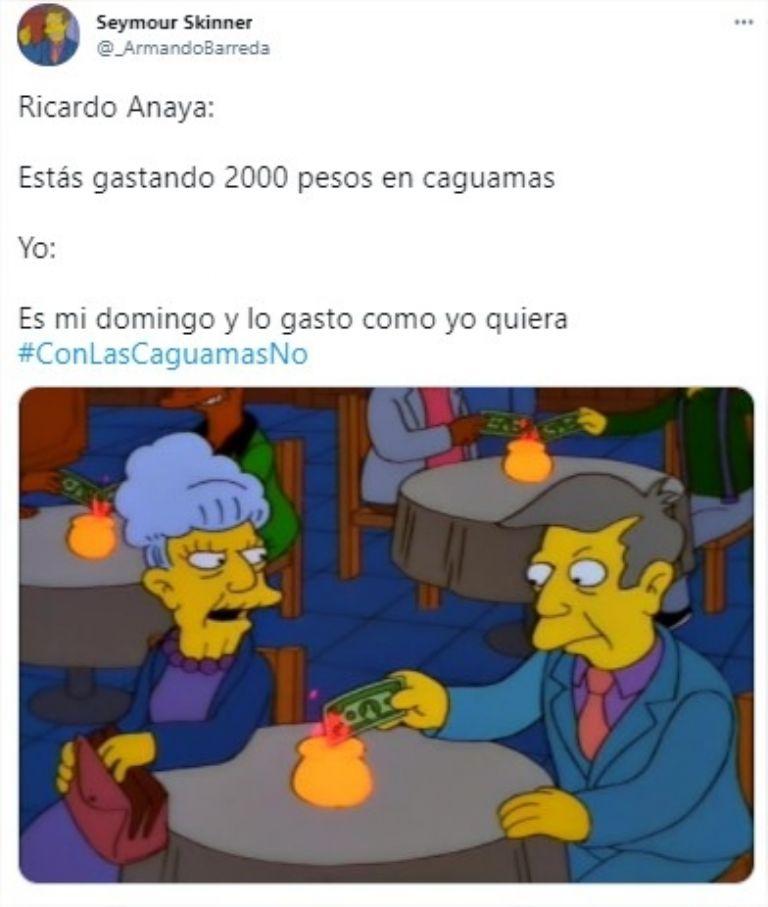 Seymour Skinner
@_ArmandoBarreda
Ricardo Anaya:
Estás gastando 2000 pesos en caguamas
Yo:
Es mi domingo y lo gasto como yo quiera
#ConLasCaguamasNo